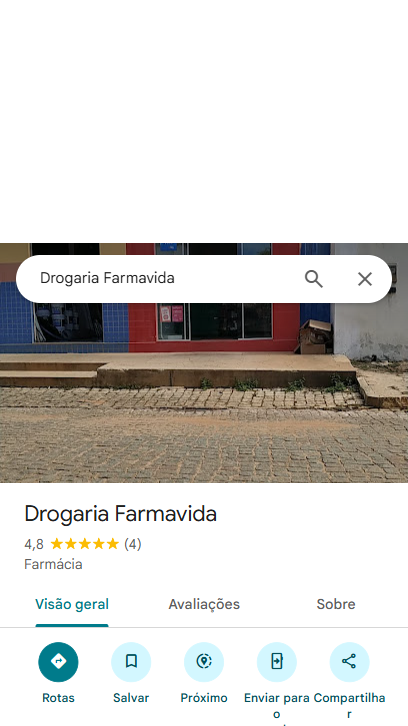 Drogaria Farmavida
Drogaria Farmavida
4,8 (4)
Farmácia
Visão geral Avaliações Sobre
Rotas Salvar Próximo Enviar para o Compartilhar